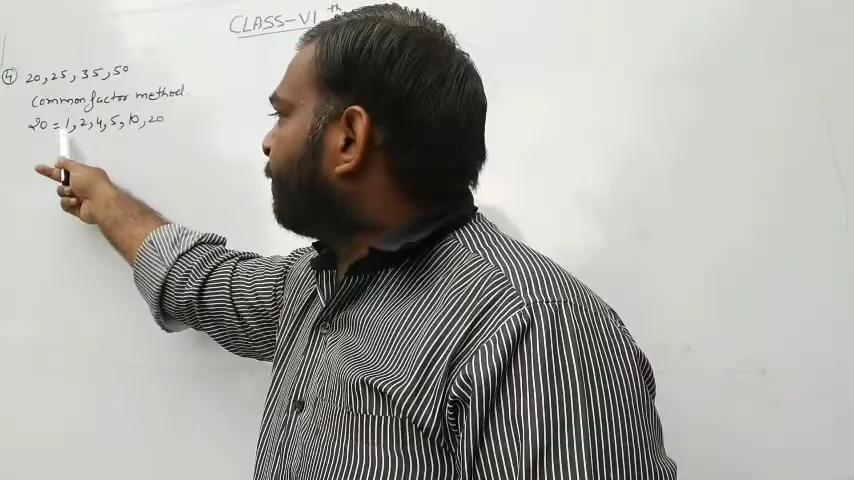 CLASS-VI th
④ 20, 25, 35, 50
Common factor method.
20 = 1, 2, 4, 5, 10, 20